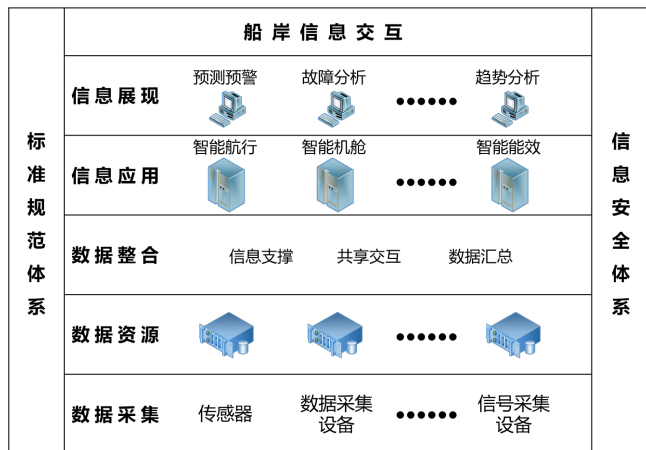 船岸信息交互
标准规范体系
信息展现
预测预警
故障分析
●●●●●●
趋势分析
信息应用
智能航行
智能机舱
●●●●●●
智能能效
数据整合
信息支撑
共享交互
数据汇总
数据资源
●●●●●●
数据采集
传感器
数据采集
设备
●●●●●●
信号采集
设备
信息安全体系